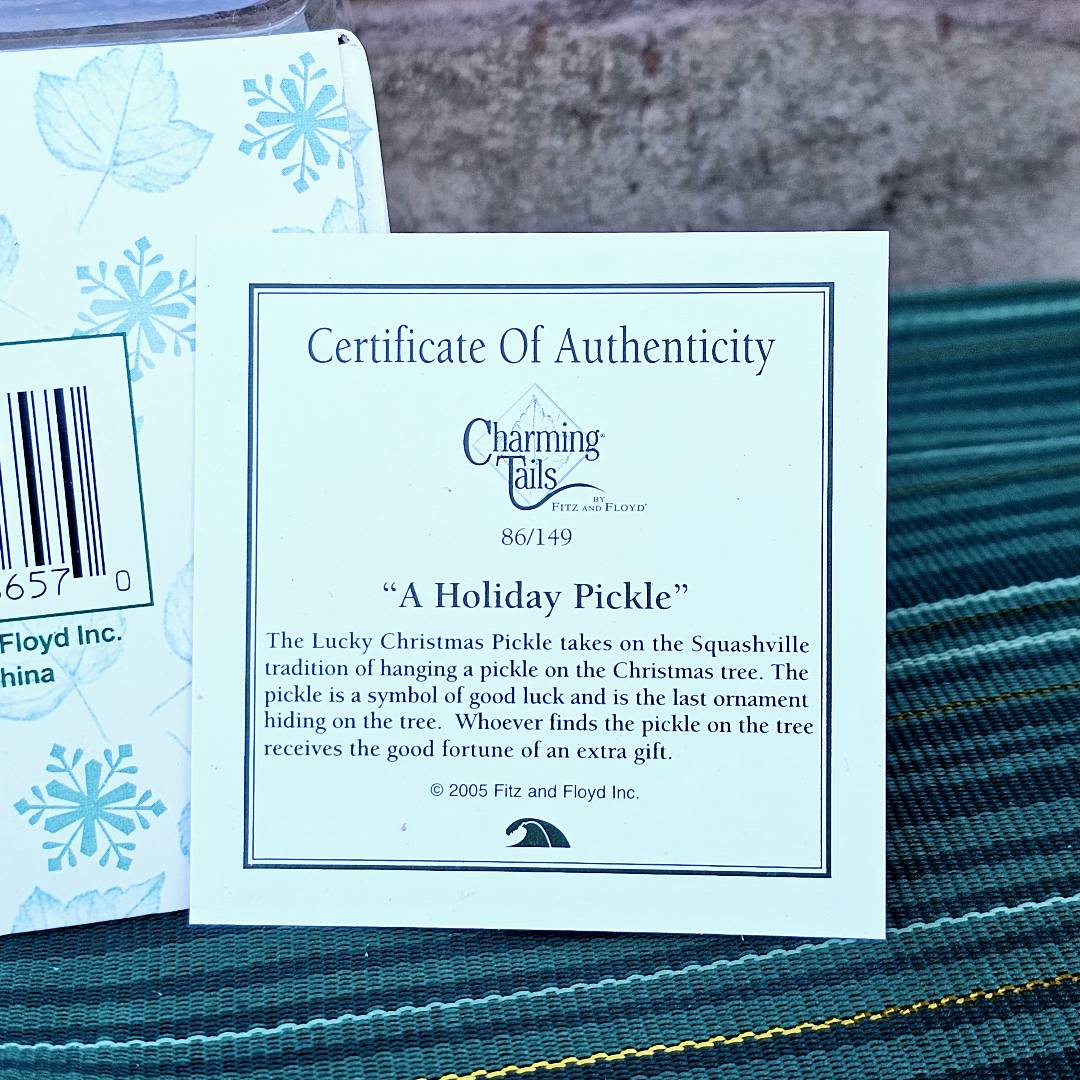 Certificate Of Authenticity
Charming
Tails
BY
FITZ AND FLOYD
86/149
“A Holiday Pickle”
The Lucky Christmas Pickle takes on the Squashville
tradition of hanging a pickle on the Christmas tree. The
pickle is a symbol of good luck and is the last ornament
hiding on the tree. Whoever finds the pickle on the tree
receives the good fortune of an extra gift.
© 2005 Fitz and Floyd Inc.
657 0
Floyd Inc.
hina